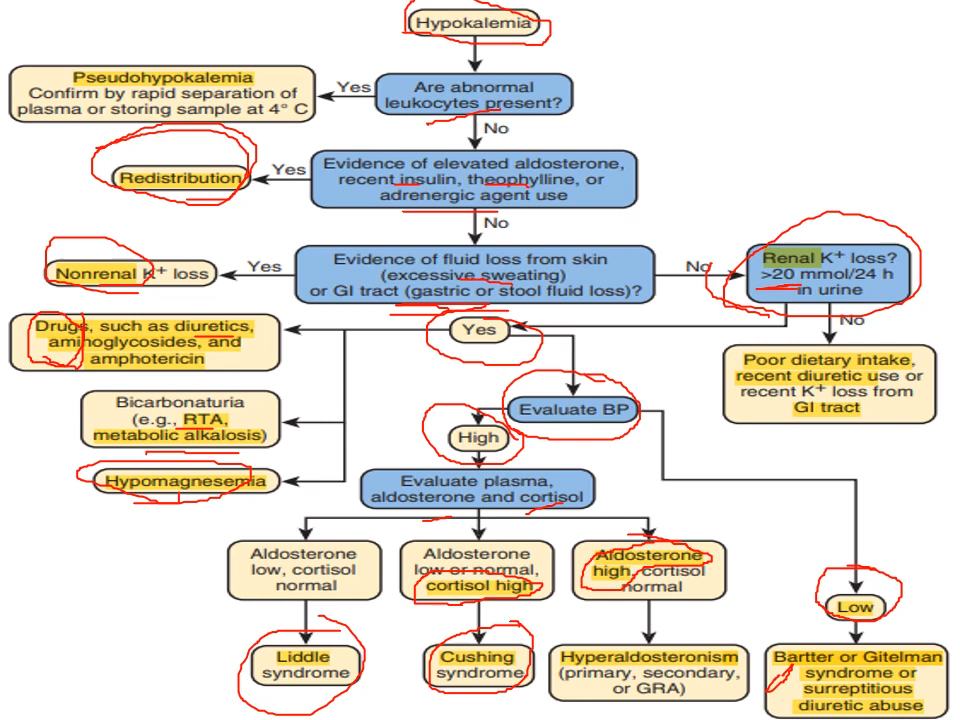 Hypokalemia
Pseudohypokalemia
Confirm by rapid separation of
plasma or storing sample at 4° C
Yes
Are abnormal
leukocytes present?
No
Redistribution
Yes
Evidence of elevated aldosterone,
recent insulin, theophylline, or
adrenergic agent use
No
Nonrenal K+ loss
Yes
Evidence of fluid loss from skin
(excessive sweating)
or GI tract (gastric or stool fluid loss)?
No
Renal K+ loss?
>20 mmol/24 h
in urine
No
Yes
Drugs, such as diuretics,
aminoglycosides, and
amphotericin
Poor dietary intake,
recent diuretic use or
recent K+ loss from
GI tract
Bicarbonaturia
(e.g., RTA,
metabolic alkalosis)
Evaluate BP
High
Hypomagnesemia
Evaluate plasma,
aldosterone and cortisol
Aldosterone
low, cortisol
normal
Aldosterone
low or normal,
cortisol high
Aldosterone
high, cortisol
normal
Low
Liddle
syndrome
Cushing
syndrome
Hyperaldosteronism
(primary, secondary,
or GRA)
Bartter or Gitelman
syndrome or
surreptitious
diuretic abuse